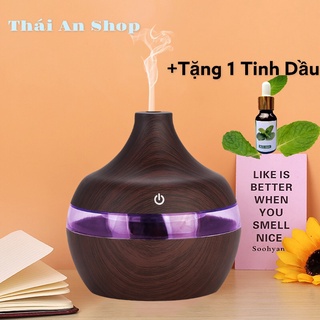 Thái An Shop
+Tặng 1 Tinh Dầu
LIKE IS
BETTER
WHEN YOU
SMELL
NICE
Soohyan